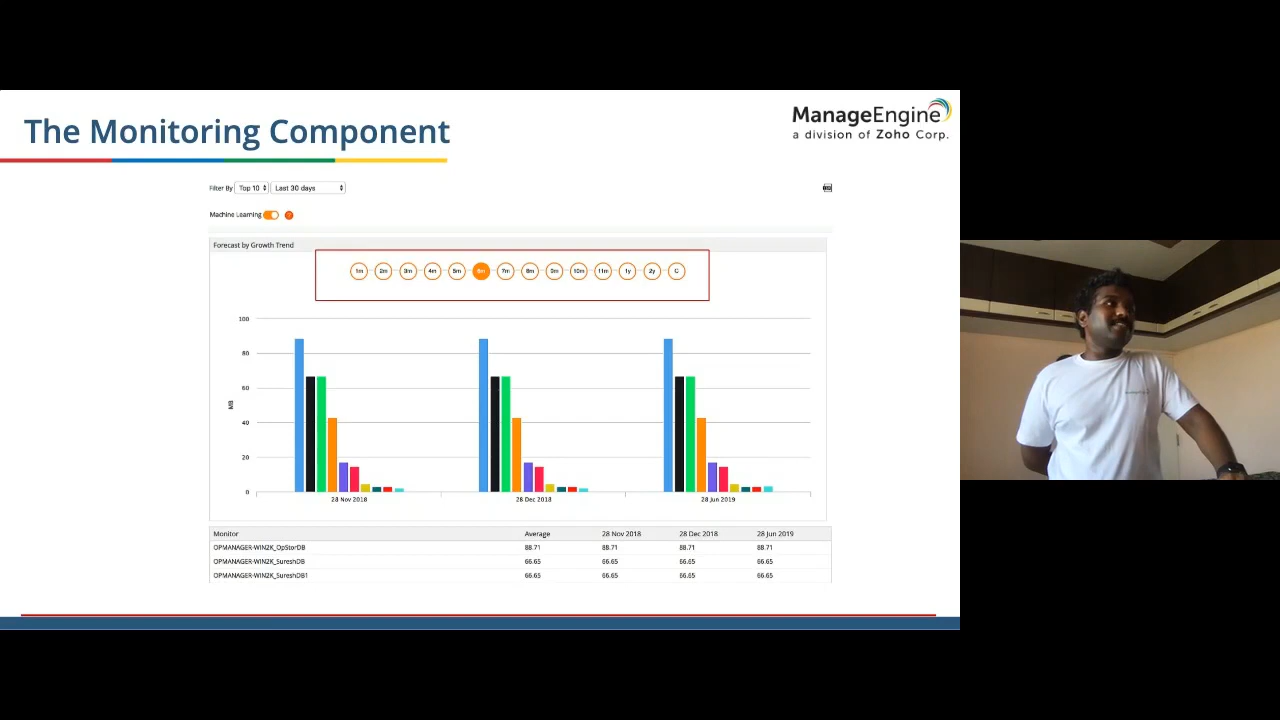 The Monitoring Component
ManageEngine
a division of Zoho Corp.
Filter By Top 10 Last 30 days
Machine Learning ?
Forecast by Growth Trend
1m 2m 3m 4m 5m 6m 7m 8m 9m 10m 11m 1y 2y C
100
80
60
40
20
0
MB
28 Nov 2018 28 Dec 2018 28 Jun 2019
Monitor Average 28 Nov 2018 28 Dec 2018 28 Jun 2019
OPMANAGER-WIN2K_OpStorDB 88.71 88.71 88.71 88.71
OPMANAGER-WIN2K_SureshDB 66.65 66.65 66.65 66.65
OPMANAGER-WIN2K_SureshDB1 66.65 66.65 66.65 66.65